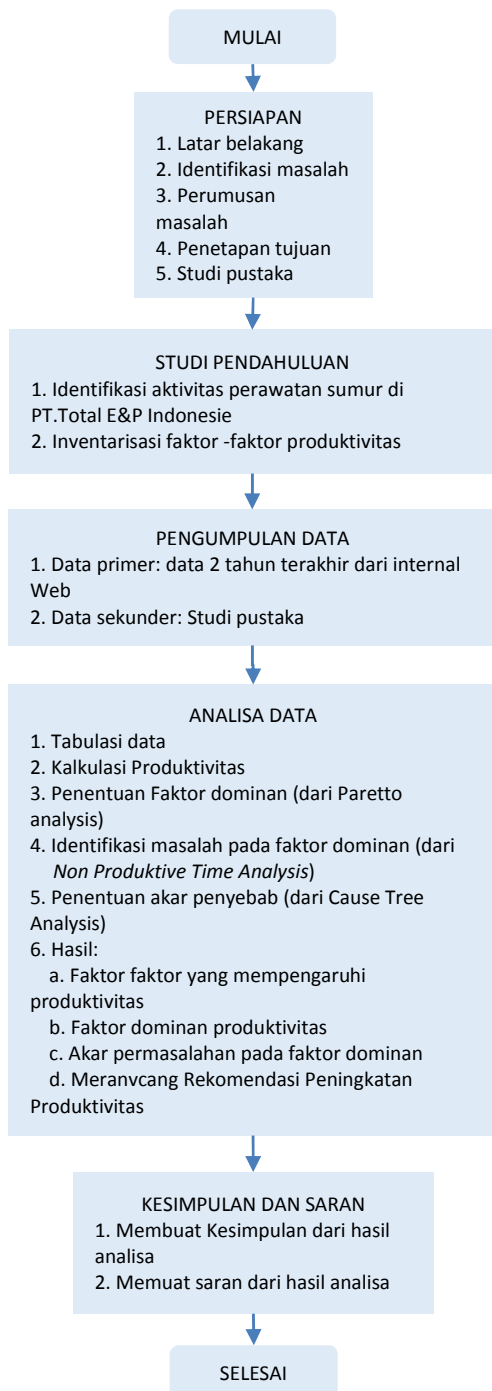 MULAI
PERSIAPAN
1. Latar belakang
2. Identifikasi masalah
3. Perumusan
masalah
4. Penetapan tujuan
5. Studi pustaka
STUDI PENDAHULUAN
1. Identifikasi aktivitas perawatan sumur di
PT.Total E&P Indonesie
2. Inventarisasi faktor -faktor produktivitas
PENGUMPULAN DATA
1. Data primer: data 2 tahun terakhir dari internal
Web
2. Data sekunder: Studi pustaka
ANALISA DATA
1. Tabulasi data
2. Kalkulasi Produktivitas
3. Penentuan Faktor dominan (dari Paretto
analysis)
4. Identifikasi masalah pada faktor dominan (dari
Non Produktive Time Analysis)
5. Penentuan akar penyebab (dari Cause Tree
Analysis)
6. Hasil:
a. Faktor faktor yang mempengaruhi
produktivitas
b. Faktor dominan produktivitas
c. Akar permasalahan pada faktor dominan
d. Meranvcang Rekomendasi Peningkatan
Produktivitas
KESIMPULAN DAN SARAN
1. Membuat Kesimpulan dari hasil
analisa
2. Memuat saran dari hasil analisa
SELESAI